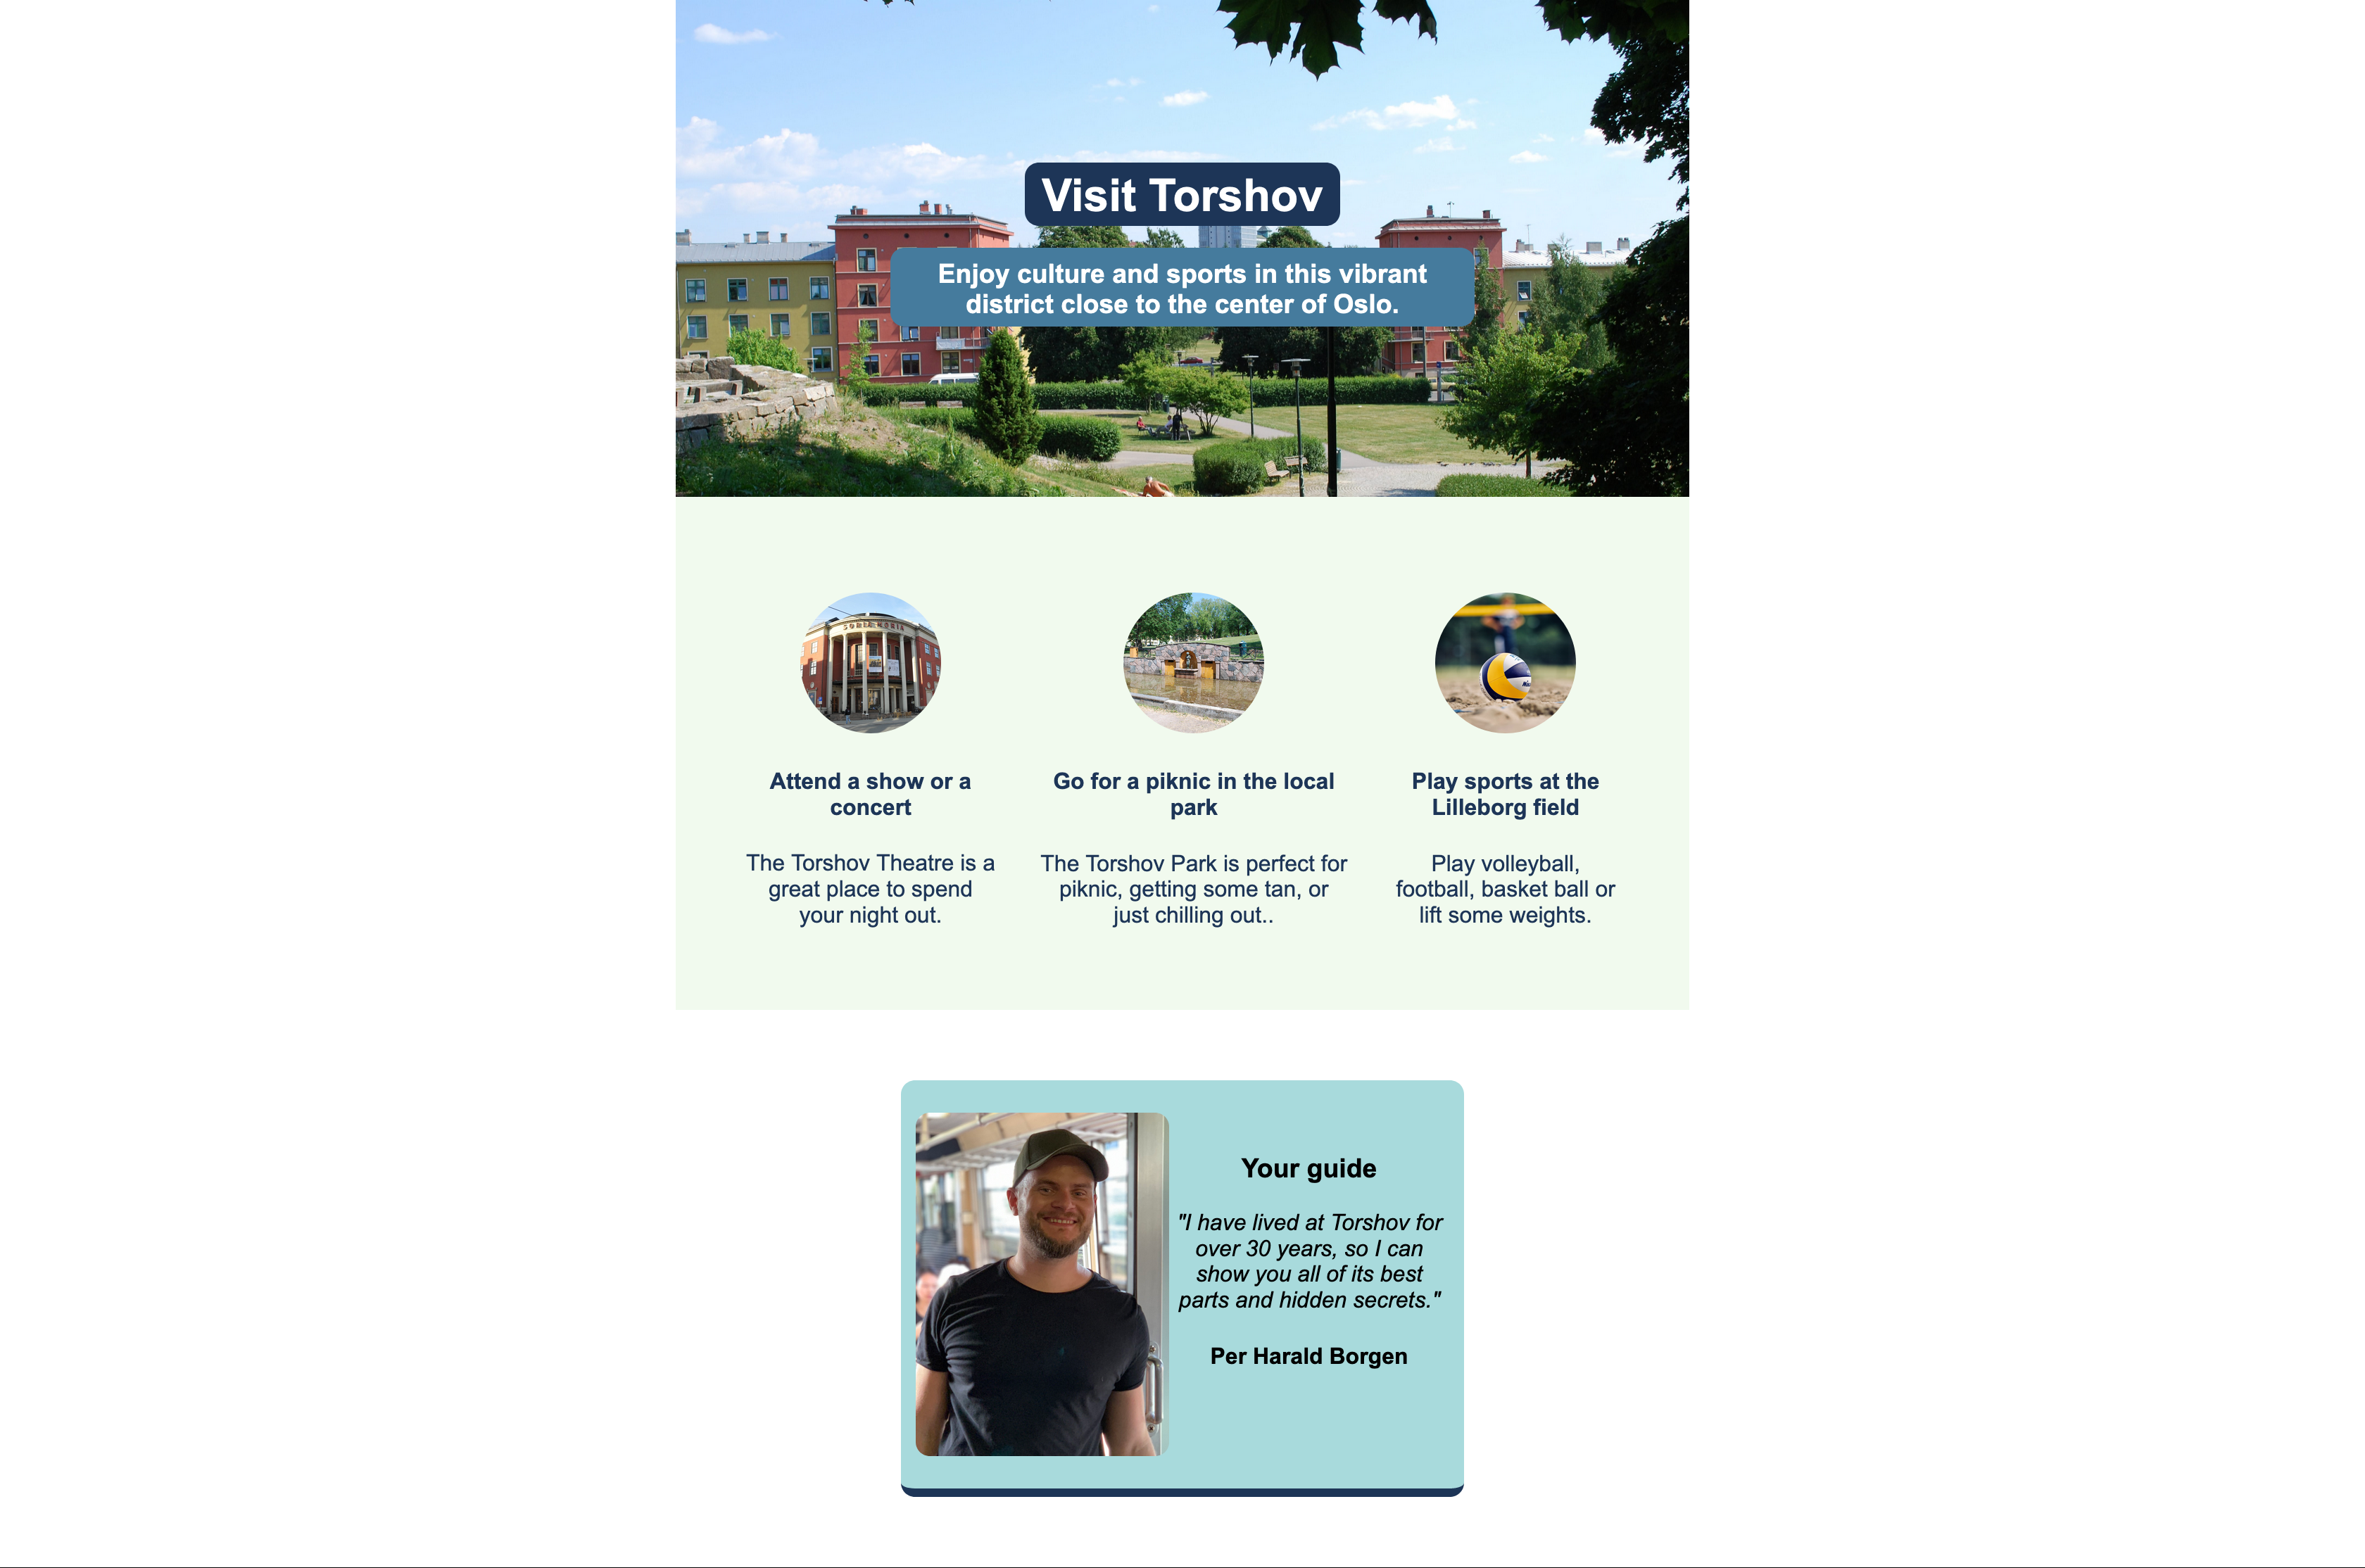 Visit Torshov
Enjoy culture and sports in this vibrant
district close to the center of Oslo.
SORIA MORIA
Attend a show or a
concert
The Torshov Theatre is a
great place to spend
your night out.
Go for a piknic in the local
park
The Torshov Park is perfect for
piknic, getting some tan, or
just chilling out..
Play sports at the
Lilleborg field
Play volleyball,
football, basket ball or
lift some weights.
Your guide
"I have lived at Torshov for
over 30 years, so I can
show you all of its best
parts and hidden secrets."
Per Harald Borgen